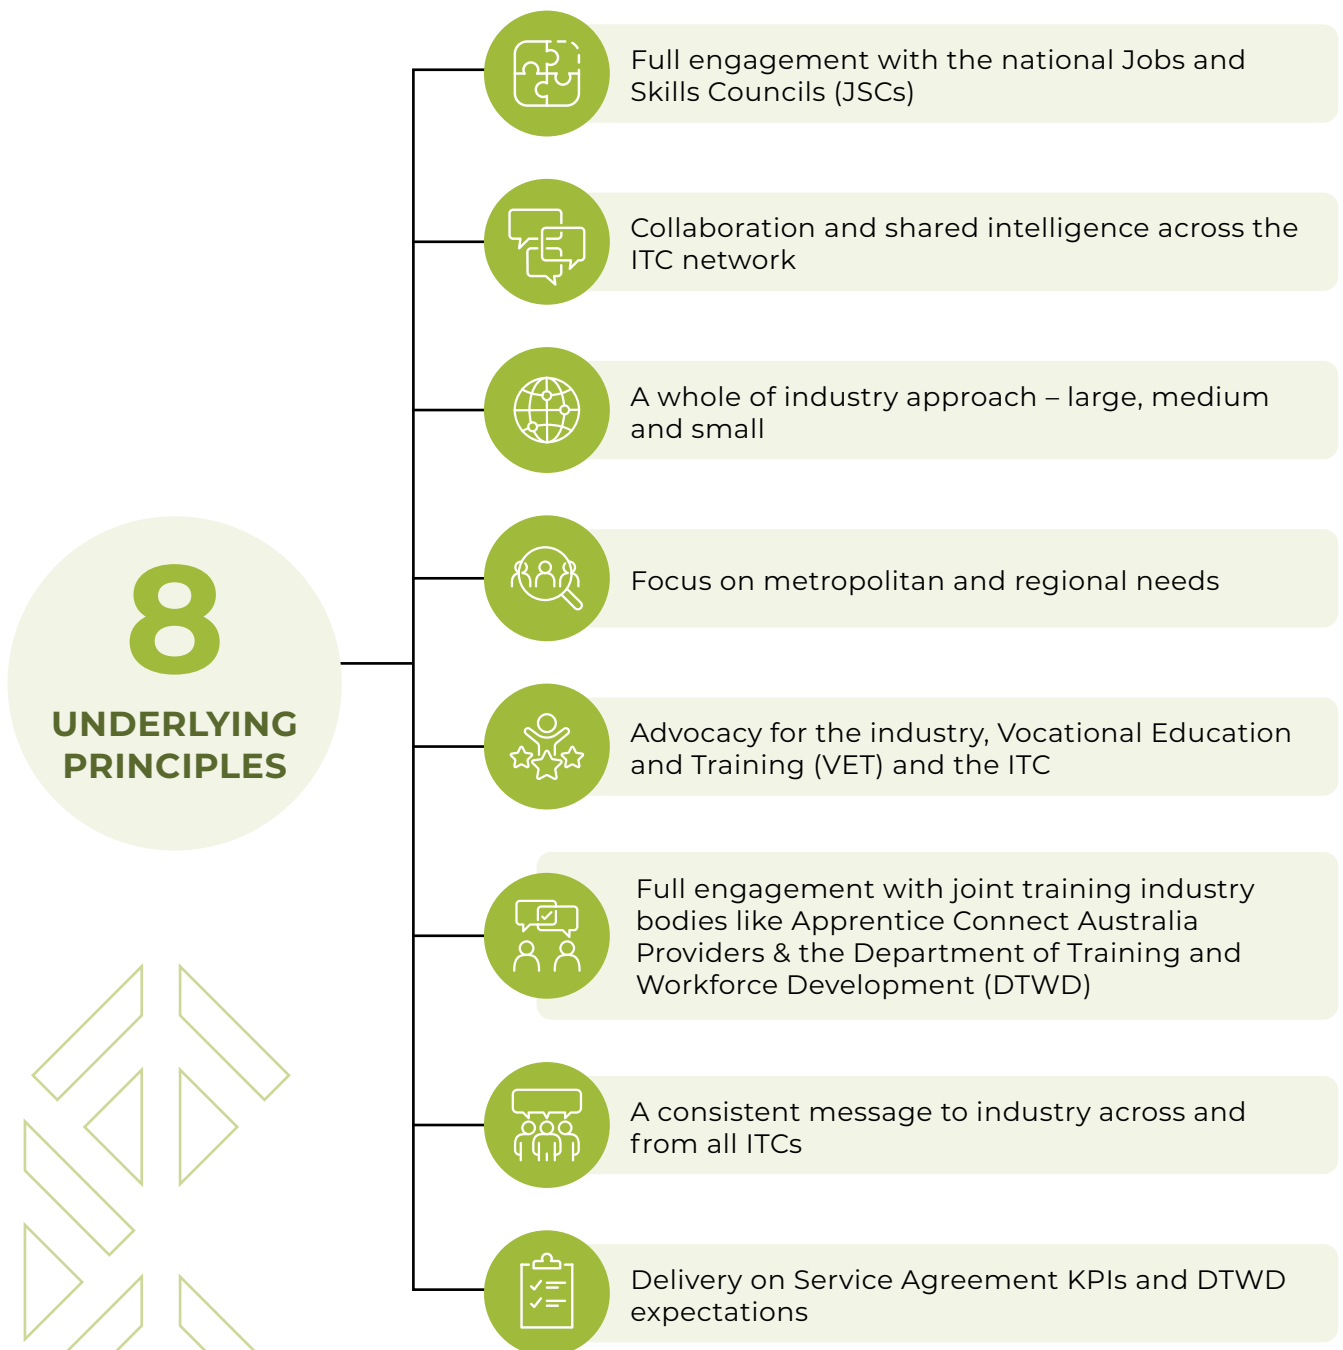 8
UNDERLYING
PRINCIPLES
Full engagement with the national Jobs and
Skills Councils (JSCs)
Collaboration and shared intelligence across the
ITC network
A whole of industry approach – large, medium
and small
Focus on metropolitan and regional needs
Advocacy for the industry, Vocational Education
and Training (VET) and the ITC
Full engagement with joint training industry
bodies like Apprentice Connect Australia
Providers & the Department of Training and
Workforce Development (DTWD)
A consistent message to industry across and
from all ITCs
Delivery on Service Agreement KPIs and DTWD
expectations